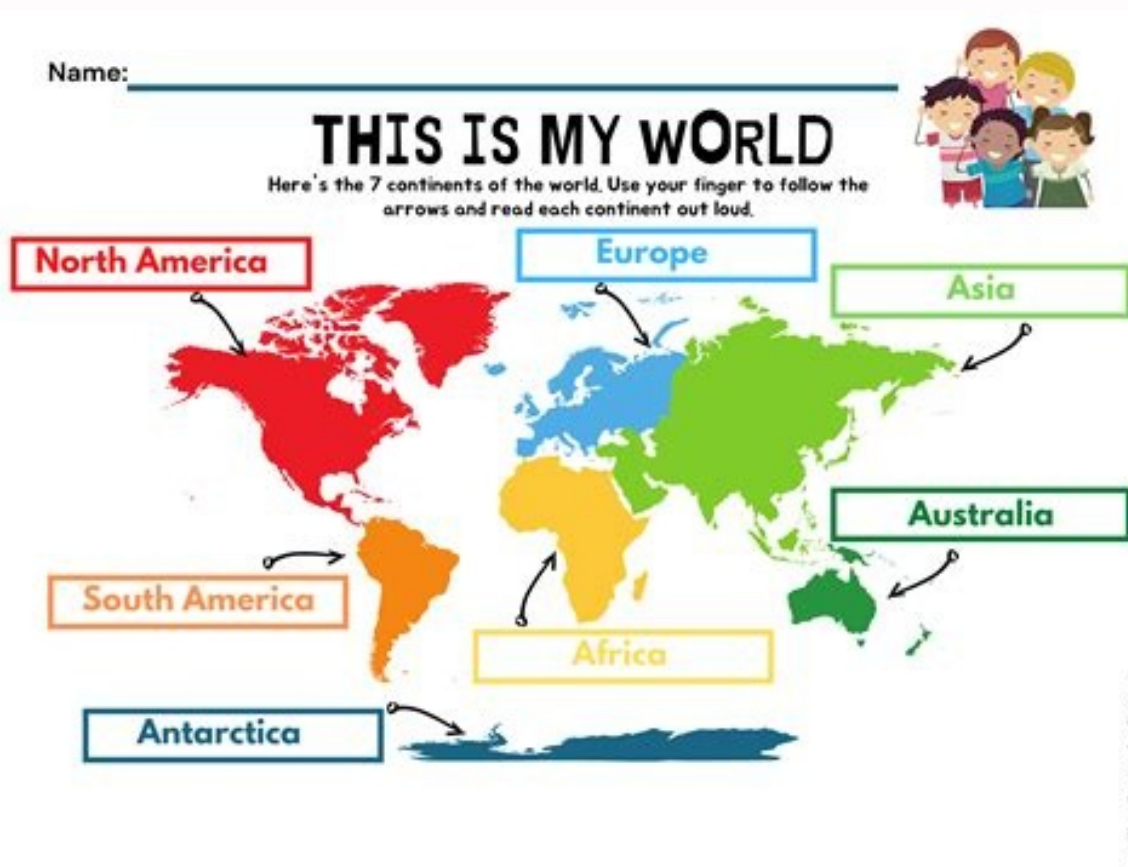 Name:
THIS IS MY WORLD
Here's the 7 continents of the world. Use your finger to follow the
arrows and read each continent out loud.
North America
Europe
Asia
Australia
South America
Africa
Antarctica